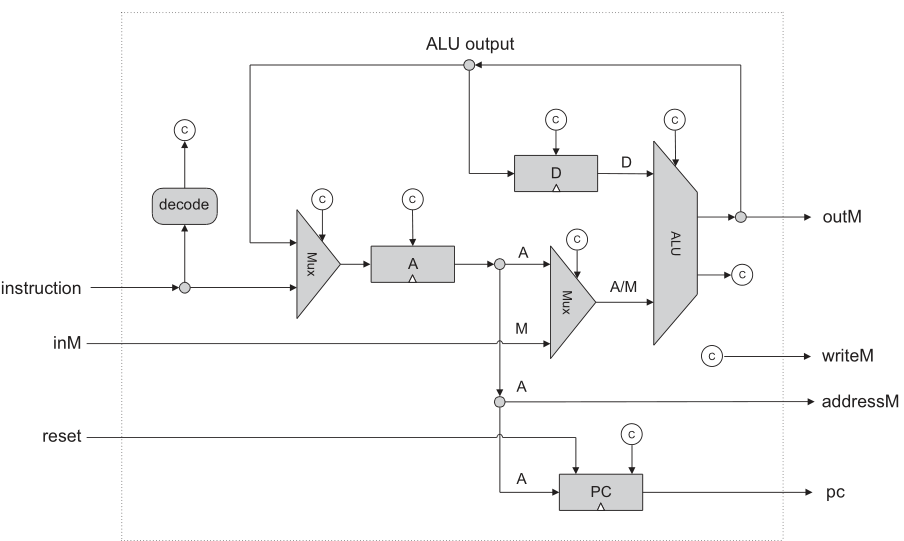 ALU output
C
C
C
D
D
decode
C
C
outM
Mux
A
A
C
Mux
ALU
C
instruction
A/M
M
inM
C
writeM
A
addressM
reset
C
A
PC
pc